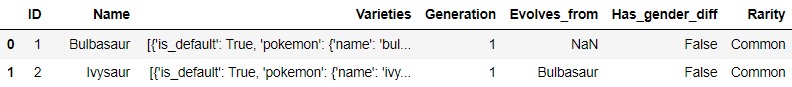 ID Name Varieties Generation Evolves_from Has_gender_diff Rarity
0 1 Bulbasaur [{'is_default': True, 'pokemon': {'name': 'bul... 1 NaN False Common
1 2 Ivysaur [{'is_default': True, 'pokemon': {'name': 'ivy... 1 Bulbasaur False Common